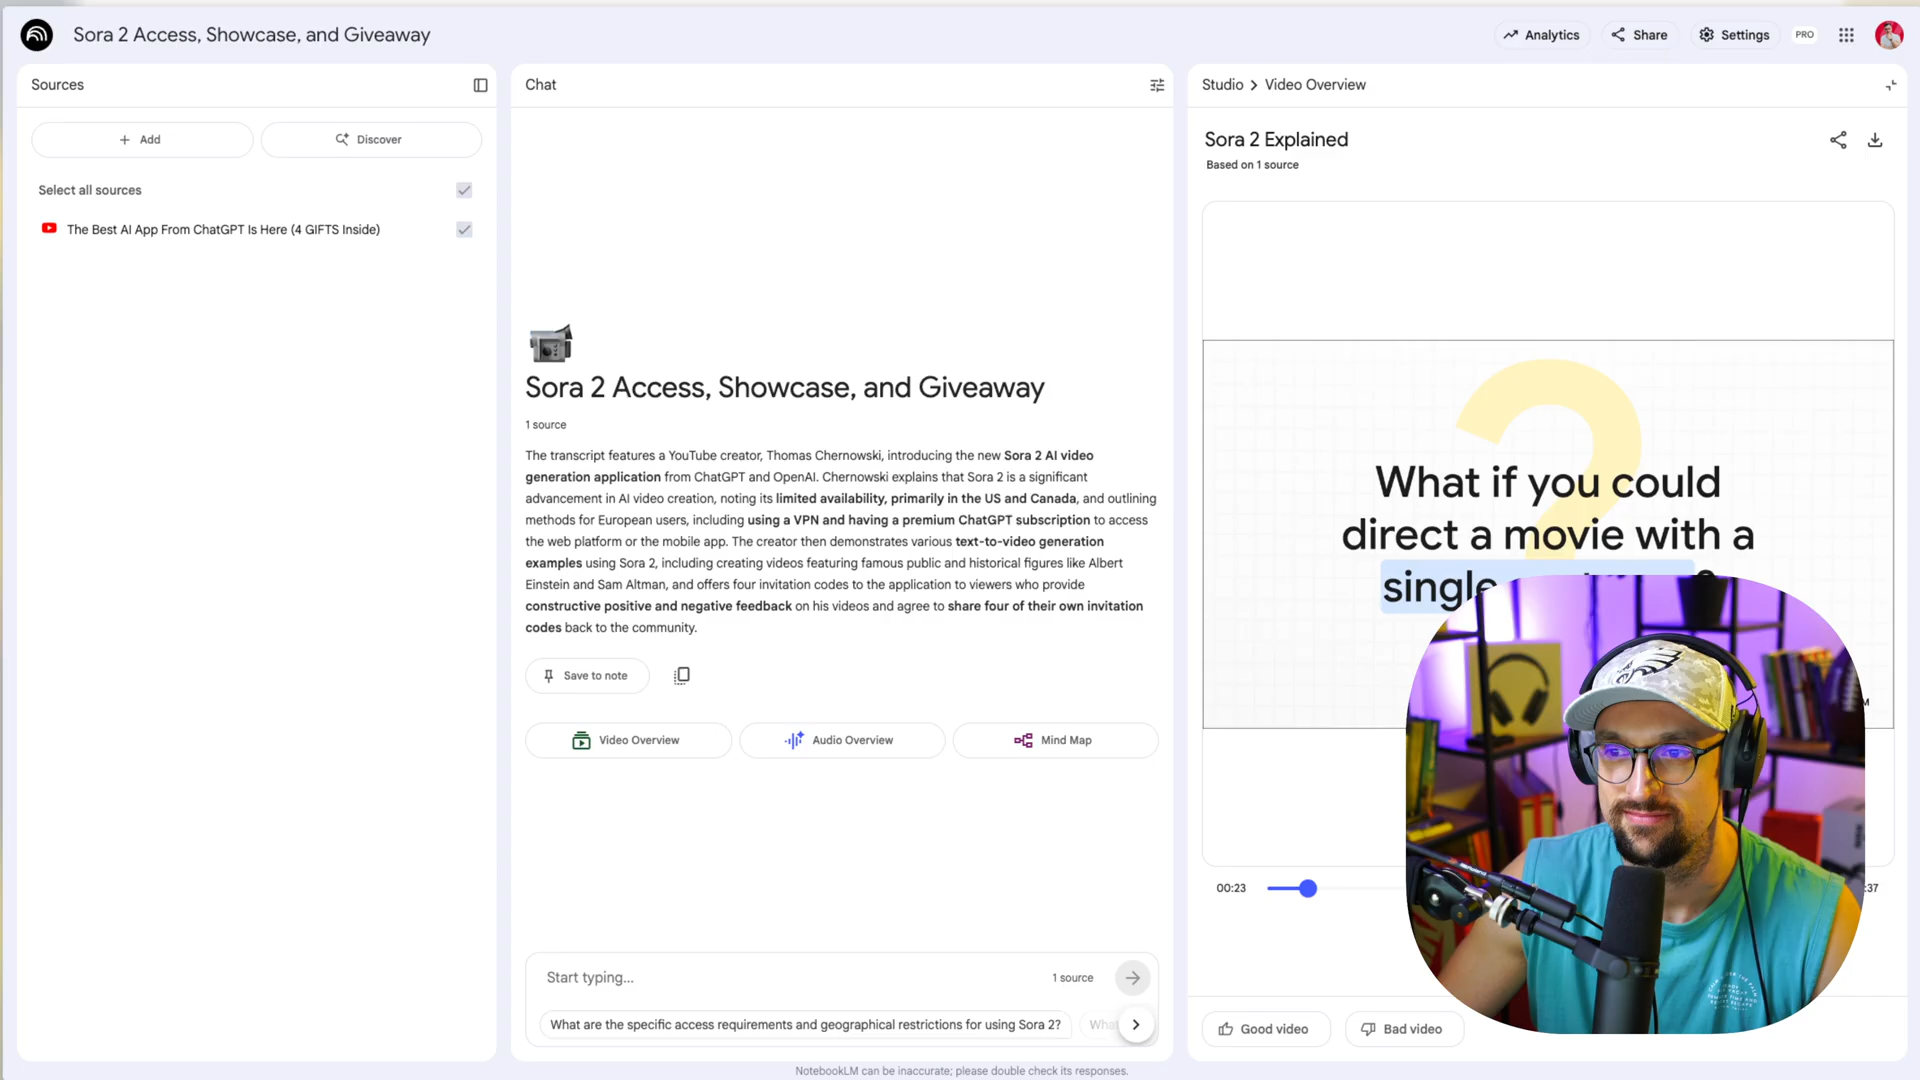 Sora 2 Access, Showcase, and Giveaway
Analytics
Share
Settings
PRO
Sources
Add
Discover
Select all sources
The Best AI App From ChatGPT Is Here (4 GIFTS Inside)
Chat
Sora 2 Access, Showcase, and Giveaway
1 source
The transcript features a YouTube creator, Thomas Chernowski, introducing the new Sora 2 AI video
generation application from ChatGPT and OpenAI. Chernowski explains that Sora 2 is a significant
advancement in AI video creation, noting its limited availability, primarily in the US and Canada, and outlining
methods for European users, including using a VPN and having a premium ChatGPT subscription to access
the web platform or the mobile app. The creator then demonstrates various text-to-video generation
examples using Sora 2, including creating videos featuring famous public and historical figures like Albert
Einstein and Sam Altman, and offers four invitation codes to the application to viewers who provide
constructive positive and negative feedback on his videos and agree to share four of their own invitation
codes back to the community.
Save to note
Video Overview
Audio Overview
Mind Map
Start typing...
1 source
What are the specific access requirements and geographical restrictions for using Sora 2?
Studio > Video Overview
Sora 2 Explained
Based on 1 source
?
What if you could
direct a movie with a
single
00:23
:37
Good video
Bad video
NotebookLM can be inaccurate; please double check its responses.